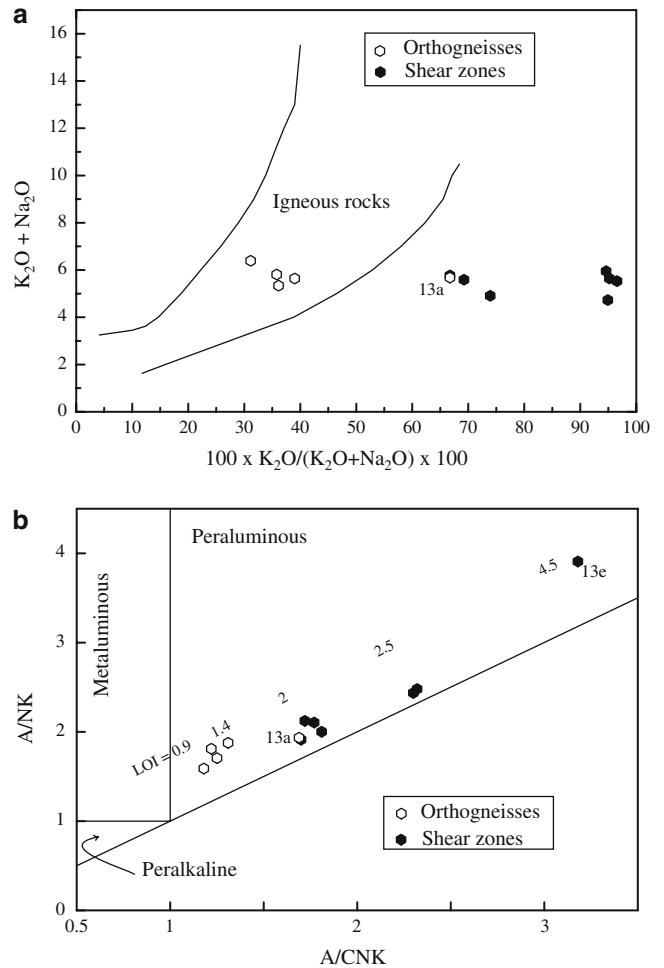 a
16
14
12
10
8
6
4
2
0
K2O + Na2O
Orthogneisses
Shear zones
Igneous rocks
13a
0 10 20 30 40 50 60 70 80 90 100
100 x K2O/(K2O+Na2O) x 100
b
4
3
2
1
0
A/NK
Metaluminous
Peraluminous
4.5
13e
2.5
2
13a
1.4
LOI = 0.9
Orthogneisses
Shear zones
Peralkaline
0.5 1 2 3
A/CNK